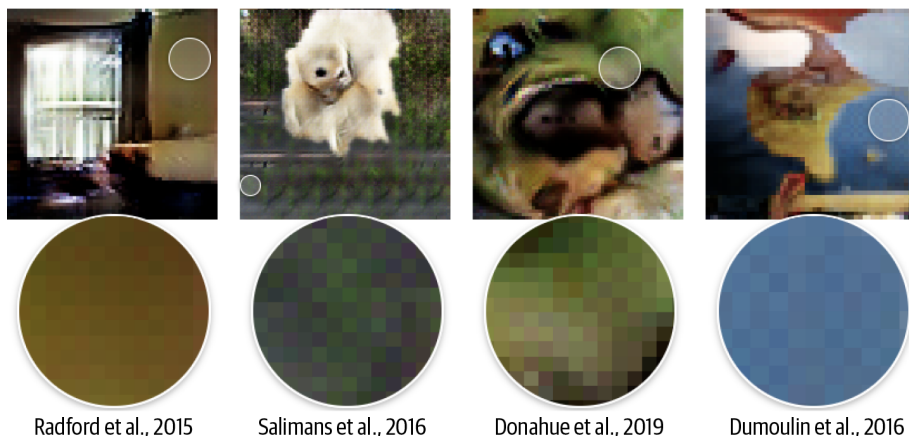 Radford et al., 2015
Salimans et al., 2016
Donahue et al., 2019
Dumoulin et al., 2016